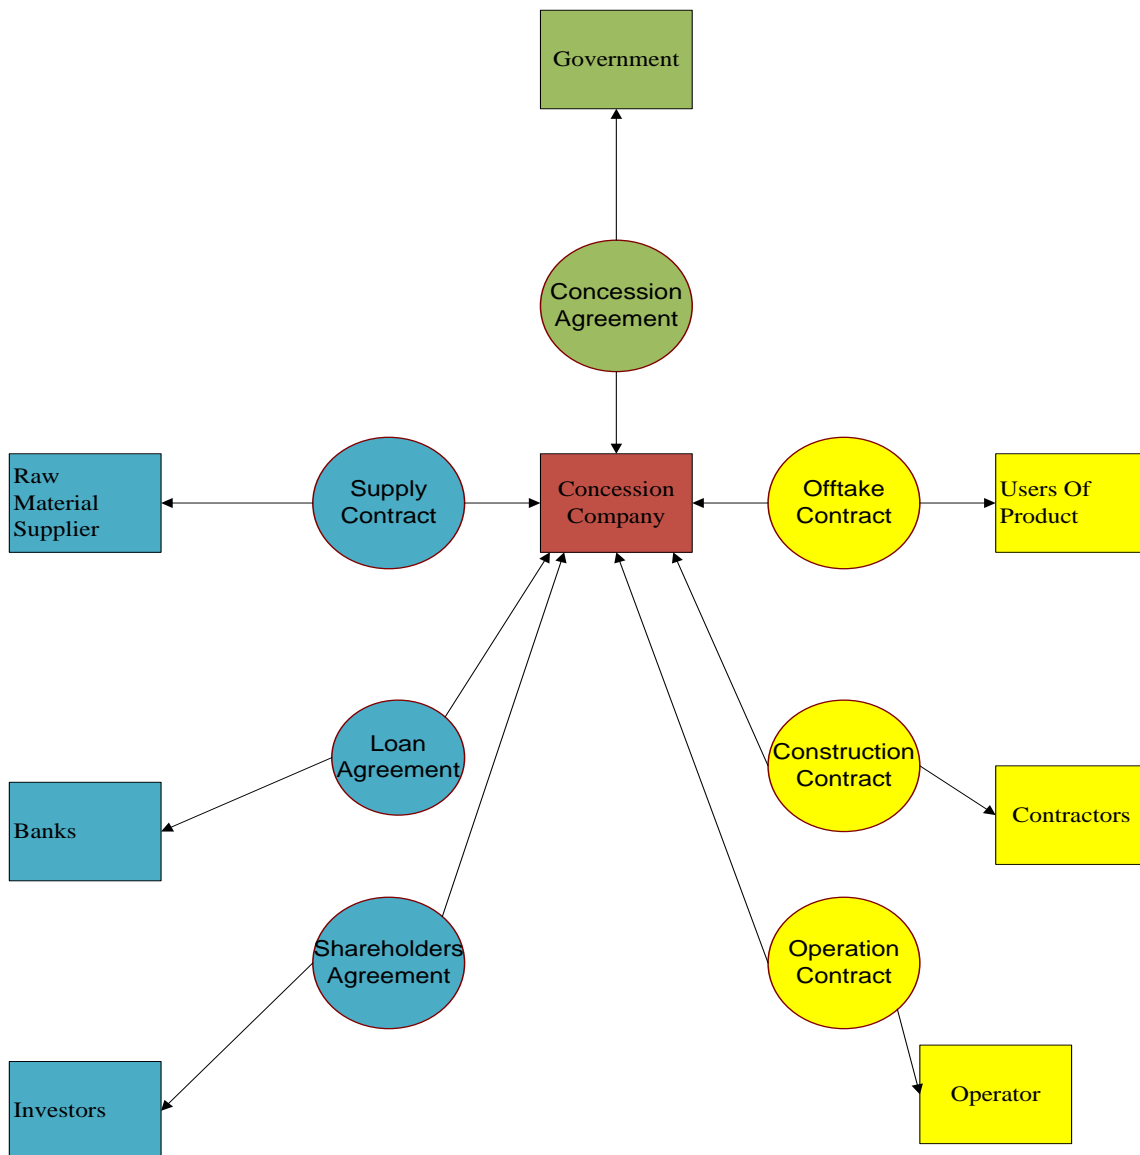 Government
Concession
Agreement
Raw
Material
Supplier
Supply
Contract
Concession
Company
Offtake
Contract
Users Of
Product
Loan
Agreement
Banks
Construction
Contract
Contractors
Shareholders
Agreement
Investors
Operation
Contract
Operator